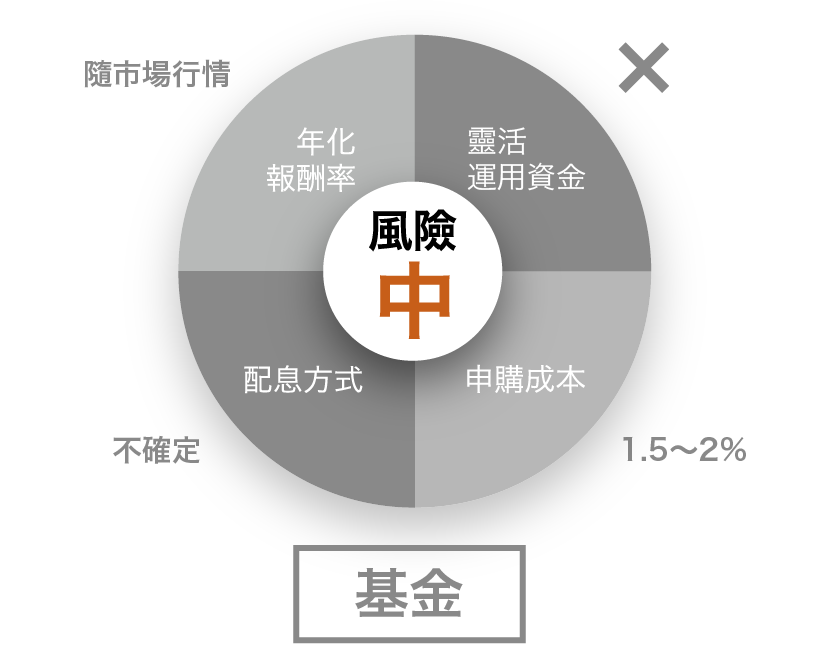 隨市場行情
年化
報酬率
靈活
運用資金
風險
中
配息方式
申購成本
不確定
1.5～2%
基金